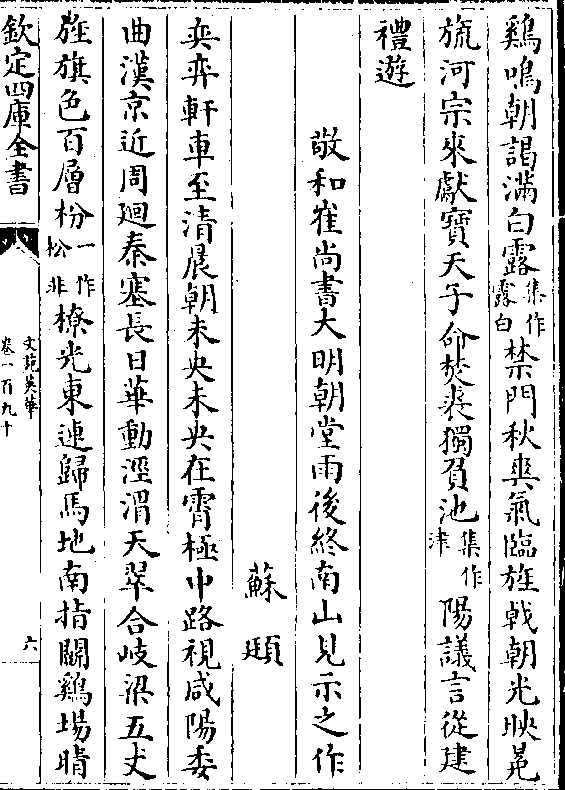 鷄鳴朝謁滿白露集作露白禁門秋爽氣臨旌戟朝光映冕
旒河宗來獻寶天子命焚裘獨負池集作津陽議言從建
禮遊
敬和崔尚書大明朝堂雨後終南山見示之作
蘇頲
奕奕軒車至清晨朝未央未央在霄極中路視咸陽委
曲漢京近周廻秦塞長日華動涇渭天翠合岐梁五丈
旌旗色百層枌一作松非橑光東連歸馬地南指鬬鷄場晴
欽定四庫全書
文苑英華
卷一百九十
六